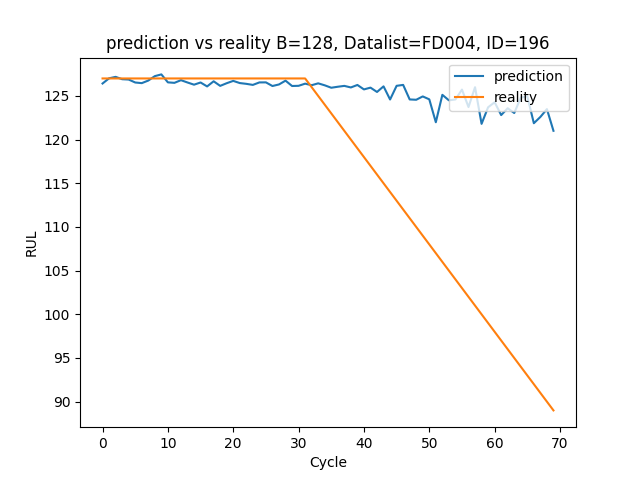 prediction vs reality B=128, Datalist=FD004, ID=196
prediction
reality
125
120
115
110
105
100
95
90
RUL
0 10 20 30 40 50 60 70
Cycle